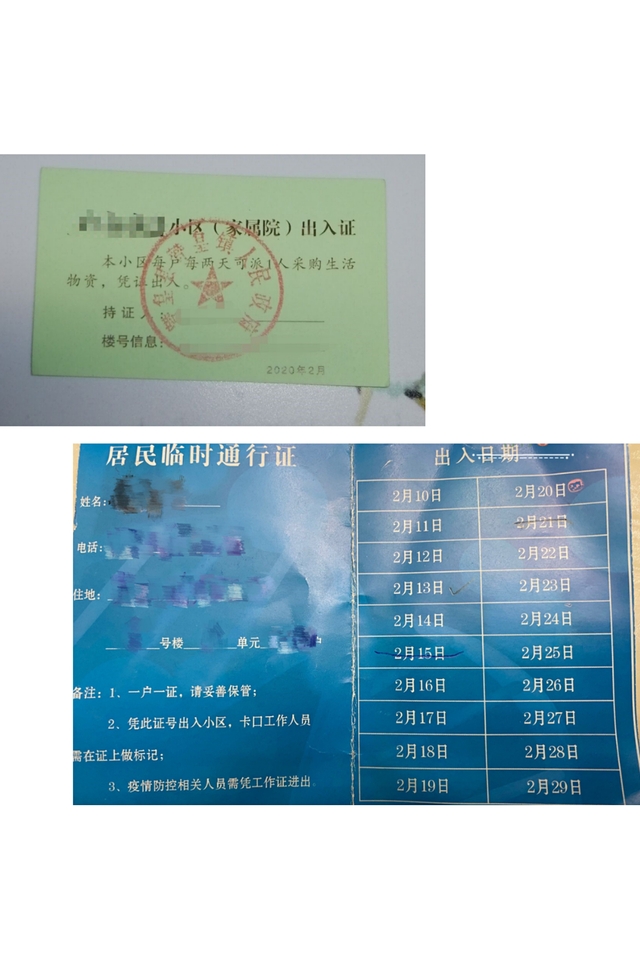 小区（家属院）出入证
本小区每户每两天可派1人采购生活
物资，凭证出入。
人民政府
持证人
楼号信息：
2020年2月
居民临时通行证
姓名：
电话：
住地：
号楼 单元 户
备注：1、一户一证，请妥善保管；
2、凭此证号出入小区，卡口工作人员
需在证上做标记；
3、疫情防控相关人员需凭工作证进出。
出入日期
2月10日 2月20日
2月11日 2月21日
2月12日 2月22日
2月13日 2月23日
2月14日 2月24日
2月15日 2月25日
2月16日 2月26日
2月17日 2月27日
2月18日 2月28日
2月19日 2月29日